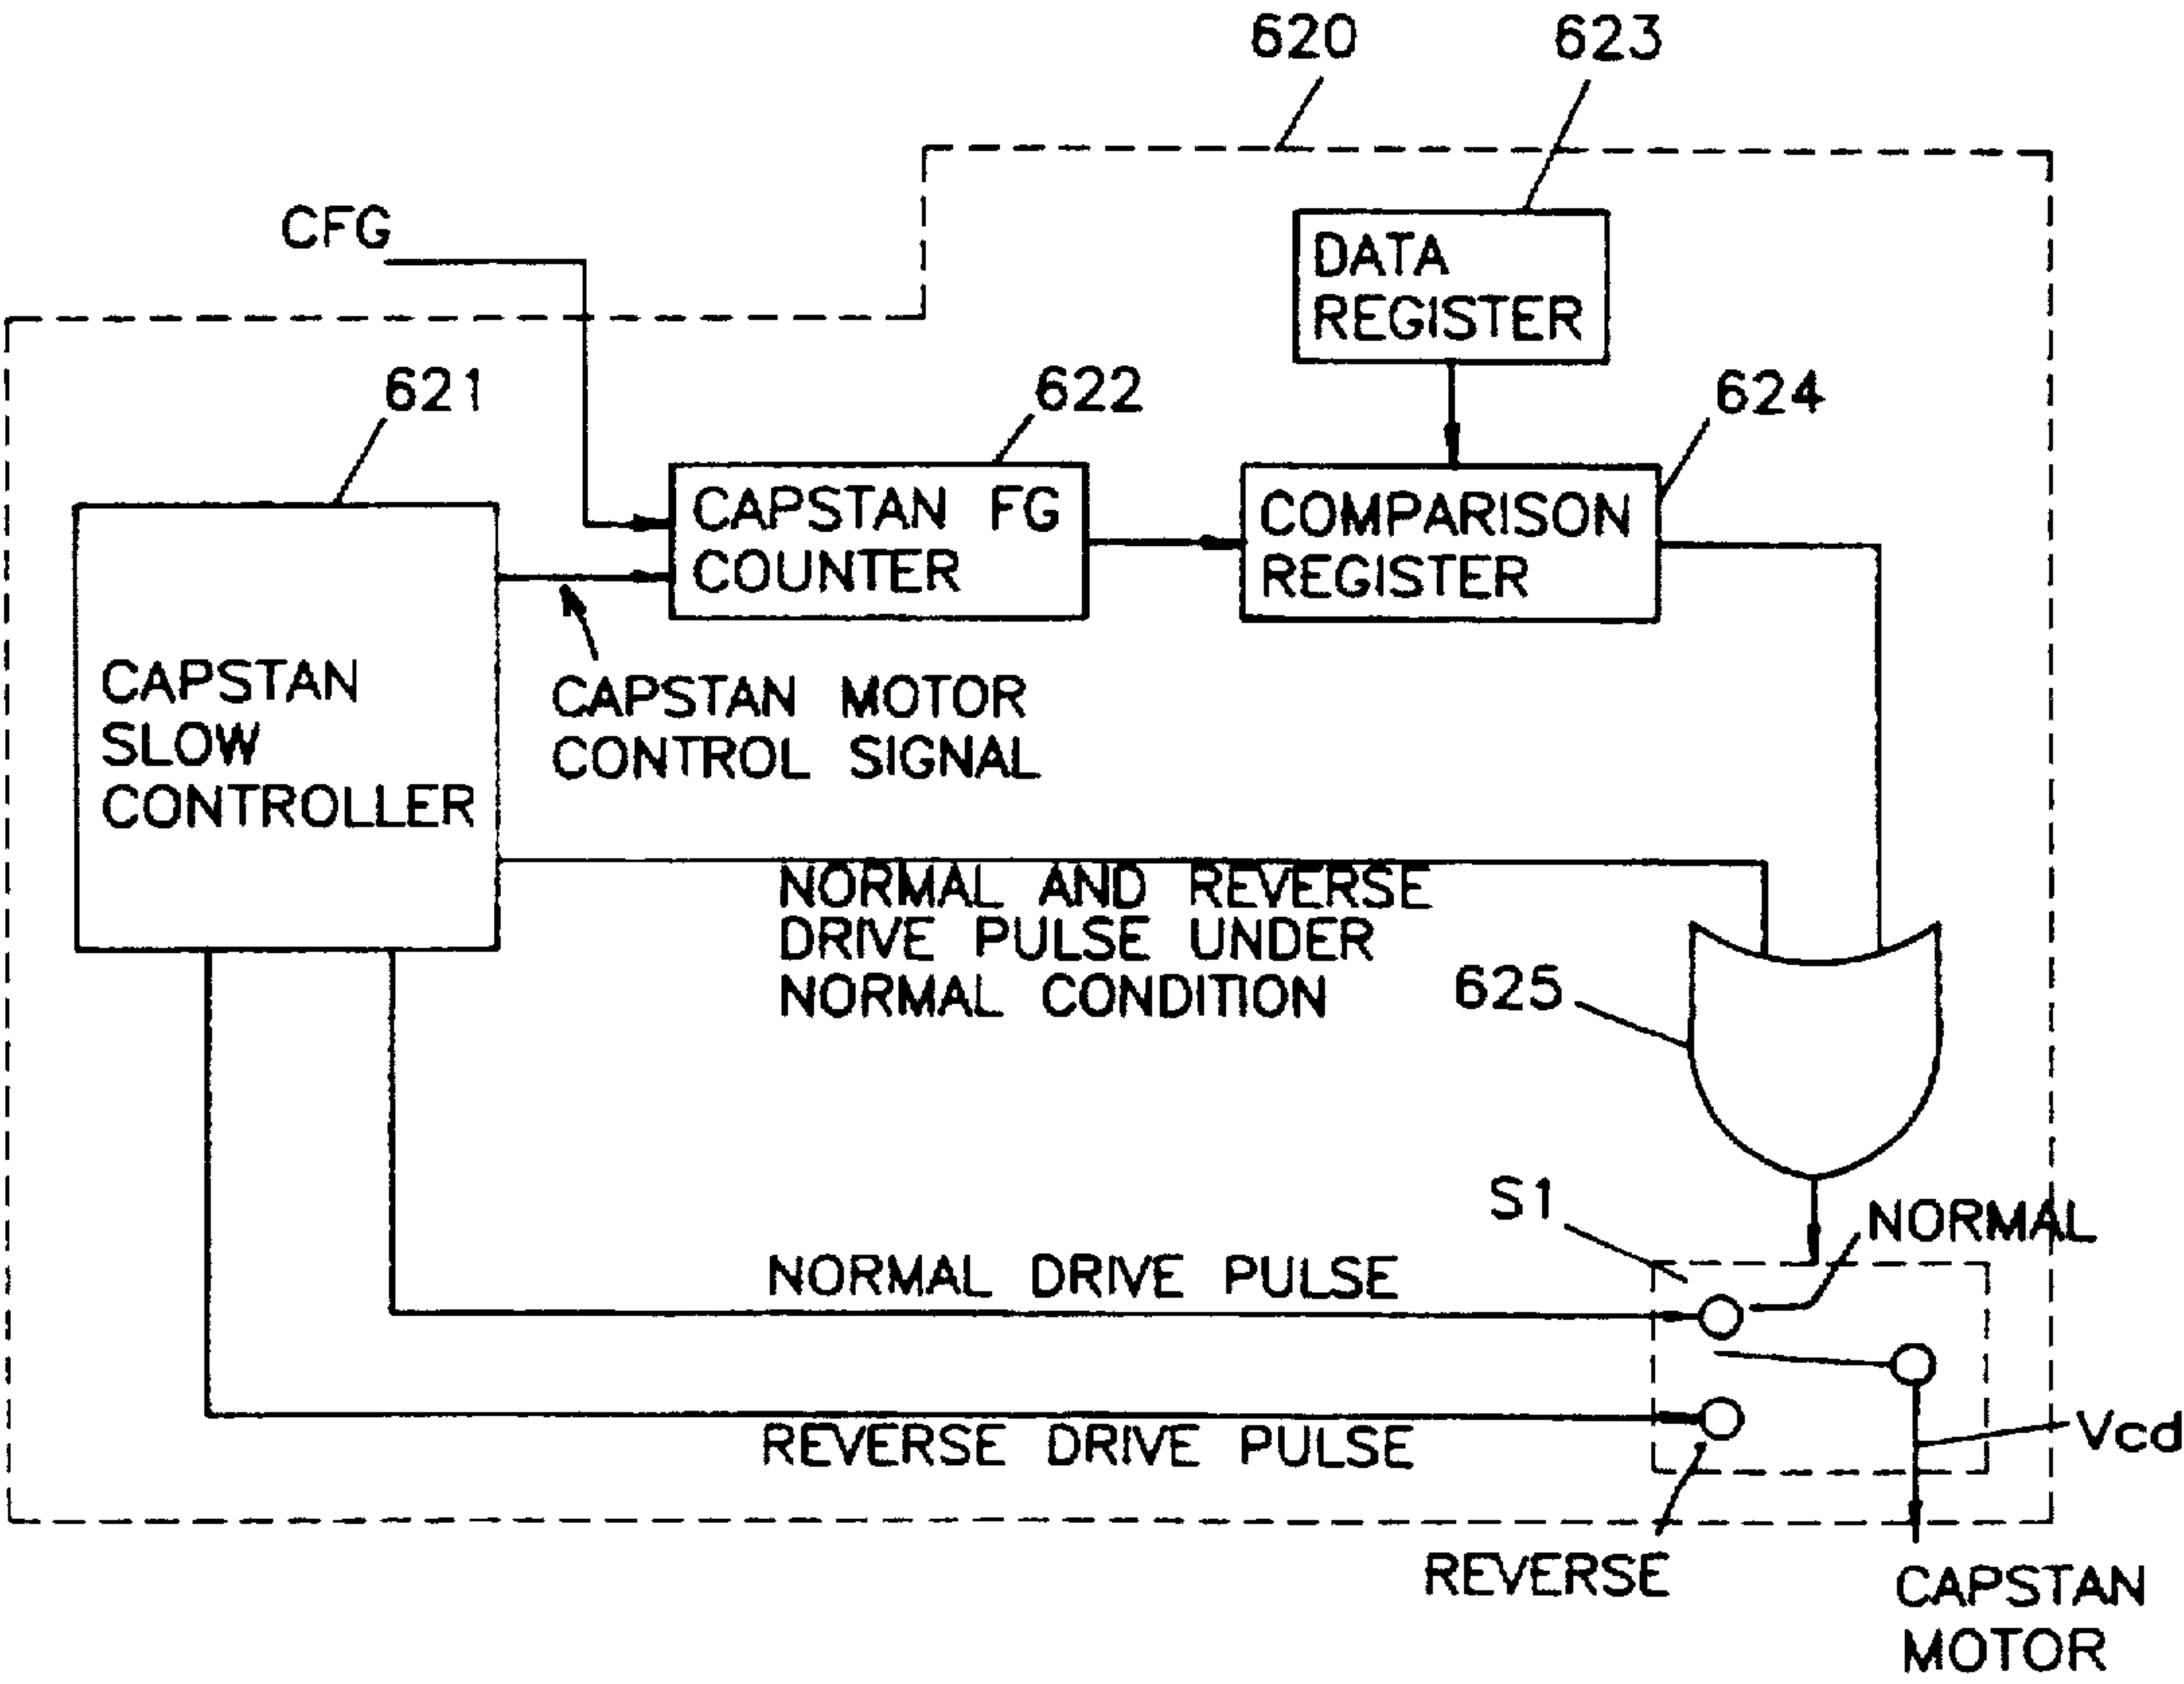 620
623
CFG
DATA
REGISTER
621
622
624
CAPSTAN FG
COUNTER
COMPARISON
REGISTER
CAPSTAN
SLOW
CONTROLLER
CAPSTAN MOTOR
CONTROL SIGNAL
NORMAL AND REVERSE
DRIVE PULSE UNDER
NORMAL CONDITION
625
S1
NORMAL
NORMAL DRIVE PULSE
REVERSE DRIVE PULSE
Vcd
REVERSE
CAPSTAN
MOTOR